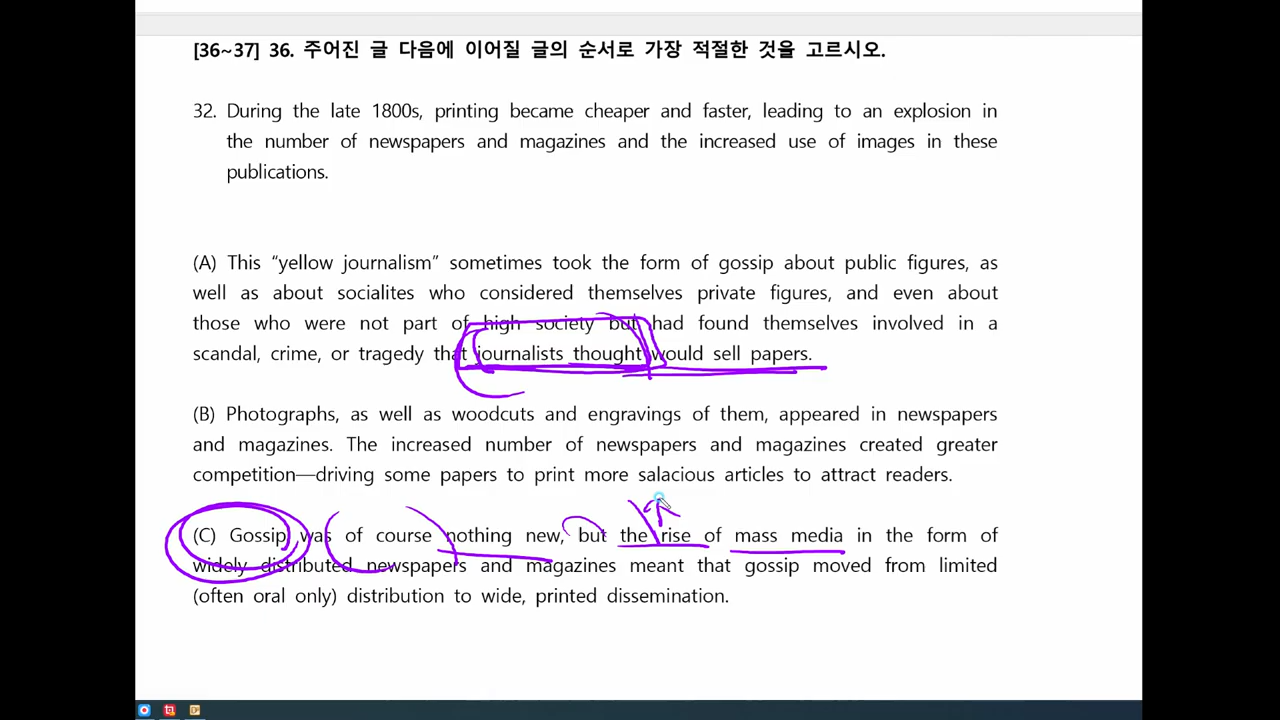 [36~37] 36. 주어진 글 다음에 이어질 글의 순서로 가장 적절한 것을 고르시오.
32. During the late 1800s, printing became cheaper and faster, leading to an explosion in
the number of newspapers and magazines and the increased use of images in these
publications.
(A) This “yellow journalism” sometimes took the form of gossip about public figures, as
well as about socialites who considered themselves private figures, and even about
those who were not part of high society but had found themselves involved in a
scandal, crime, or tragedy that journalists thought would sell papers.
(B) Photographs, as well as woodcuts and engravings of them, appeared in newspapers
and magazines. The increased number of newspapers and magazines created greater
competition—driving some papers to print more salacious articles to attract readers.
(C) Gossip was of course nothing new, but the rise of mass media in the form of
widely distributed newspapers and magazines meant that gossip moved from limited
(often oral only) distribution to wide, printed dissemination.